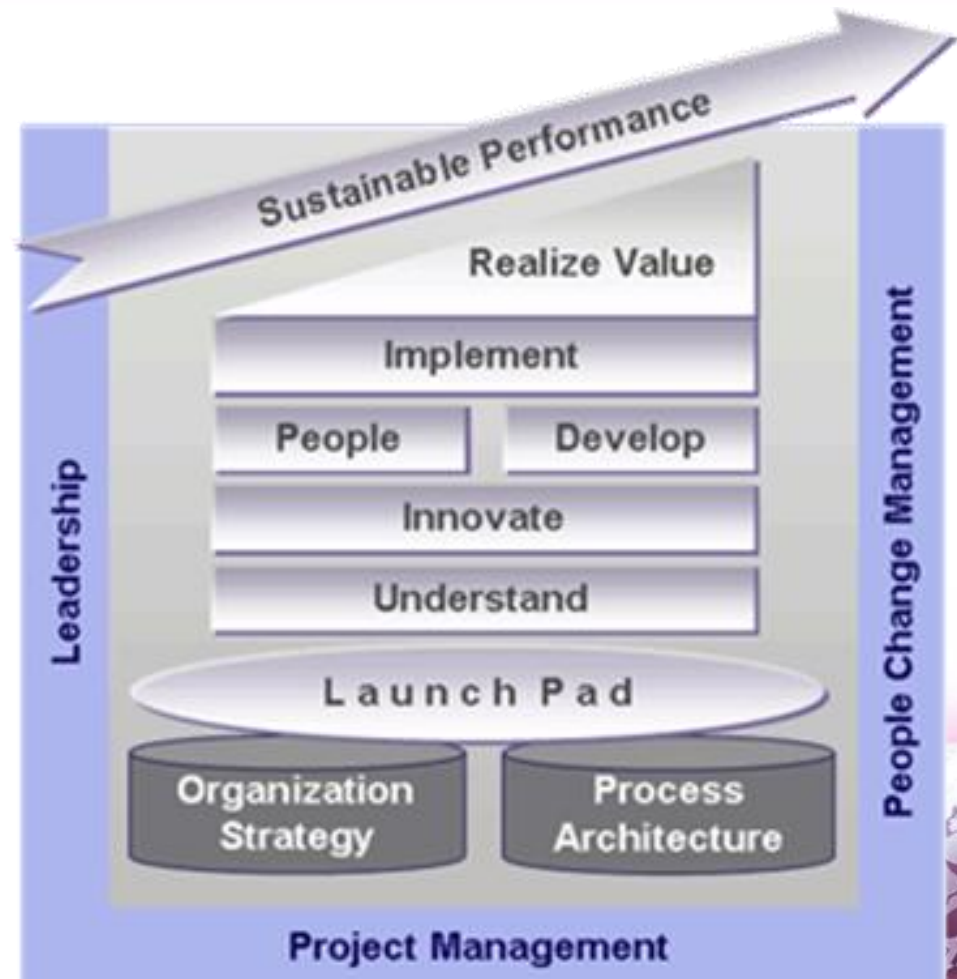 Sustainable Performance
Realize Value
Implement
People
Develop
Innovate
Understand
Launch Pad
Organization
Strategy
Process
Architecture
Leadership
People Change Management
Project Management